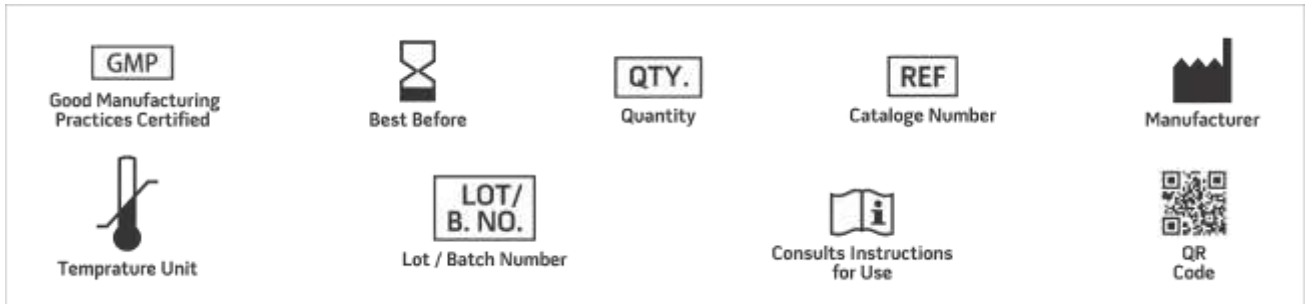 GMP
Good Manufacturing
Practices Certified
Best Before
QTY.
Quantity
REF
Cataloge Number
Manufacturer
Temprature Unit
LOT/
B. NO.
Lot / Batch Number
i
Consults Instructions
for Use
QR
Code